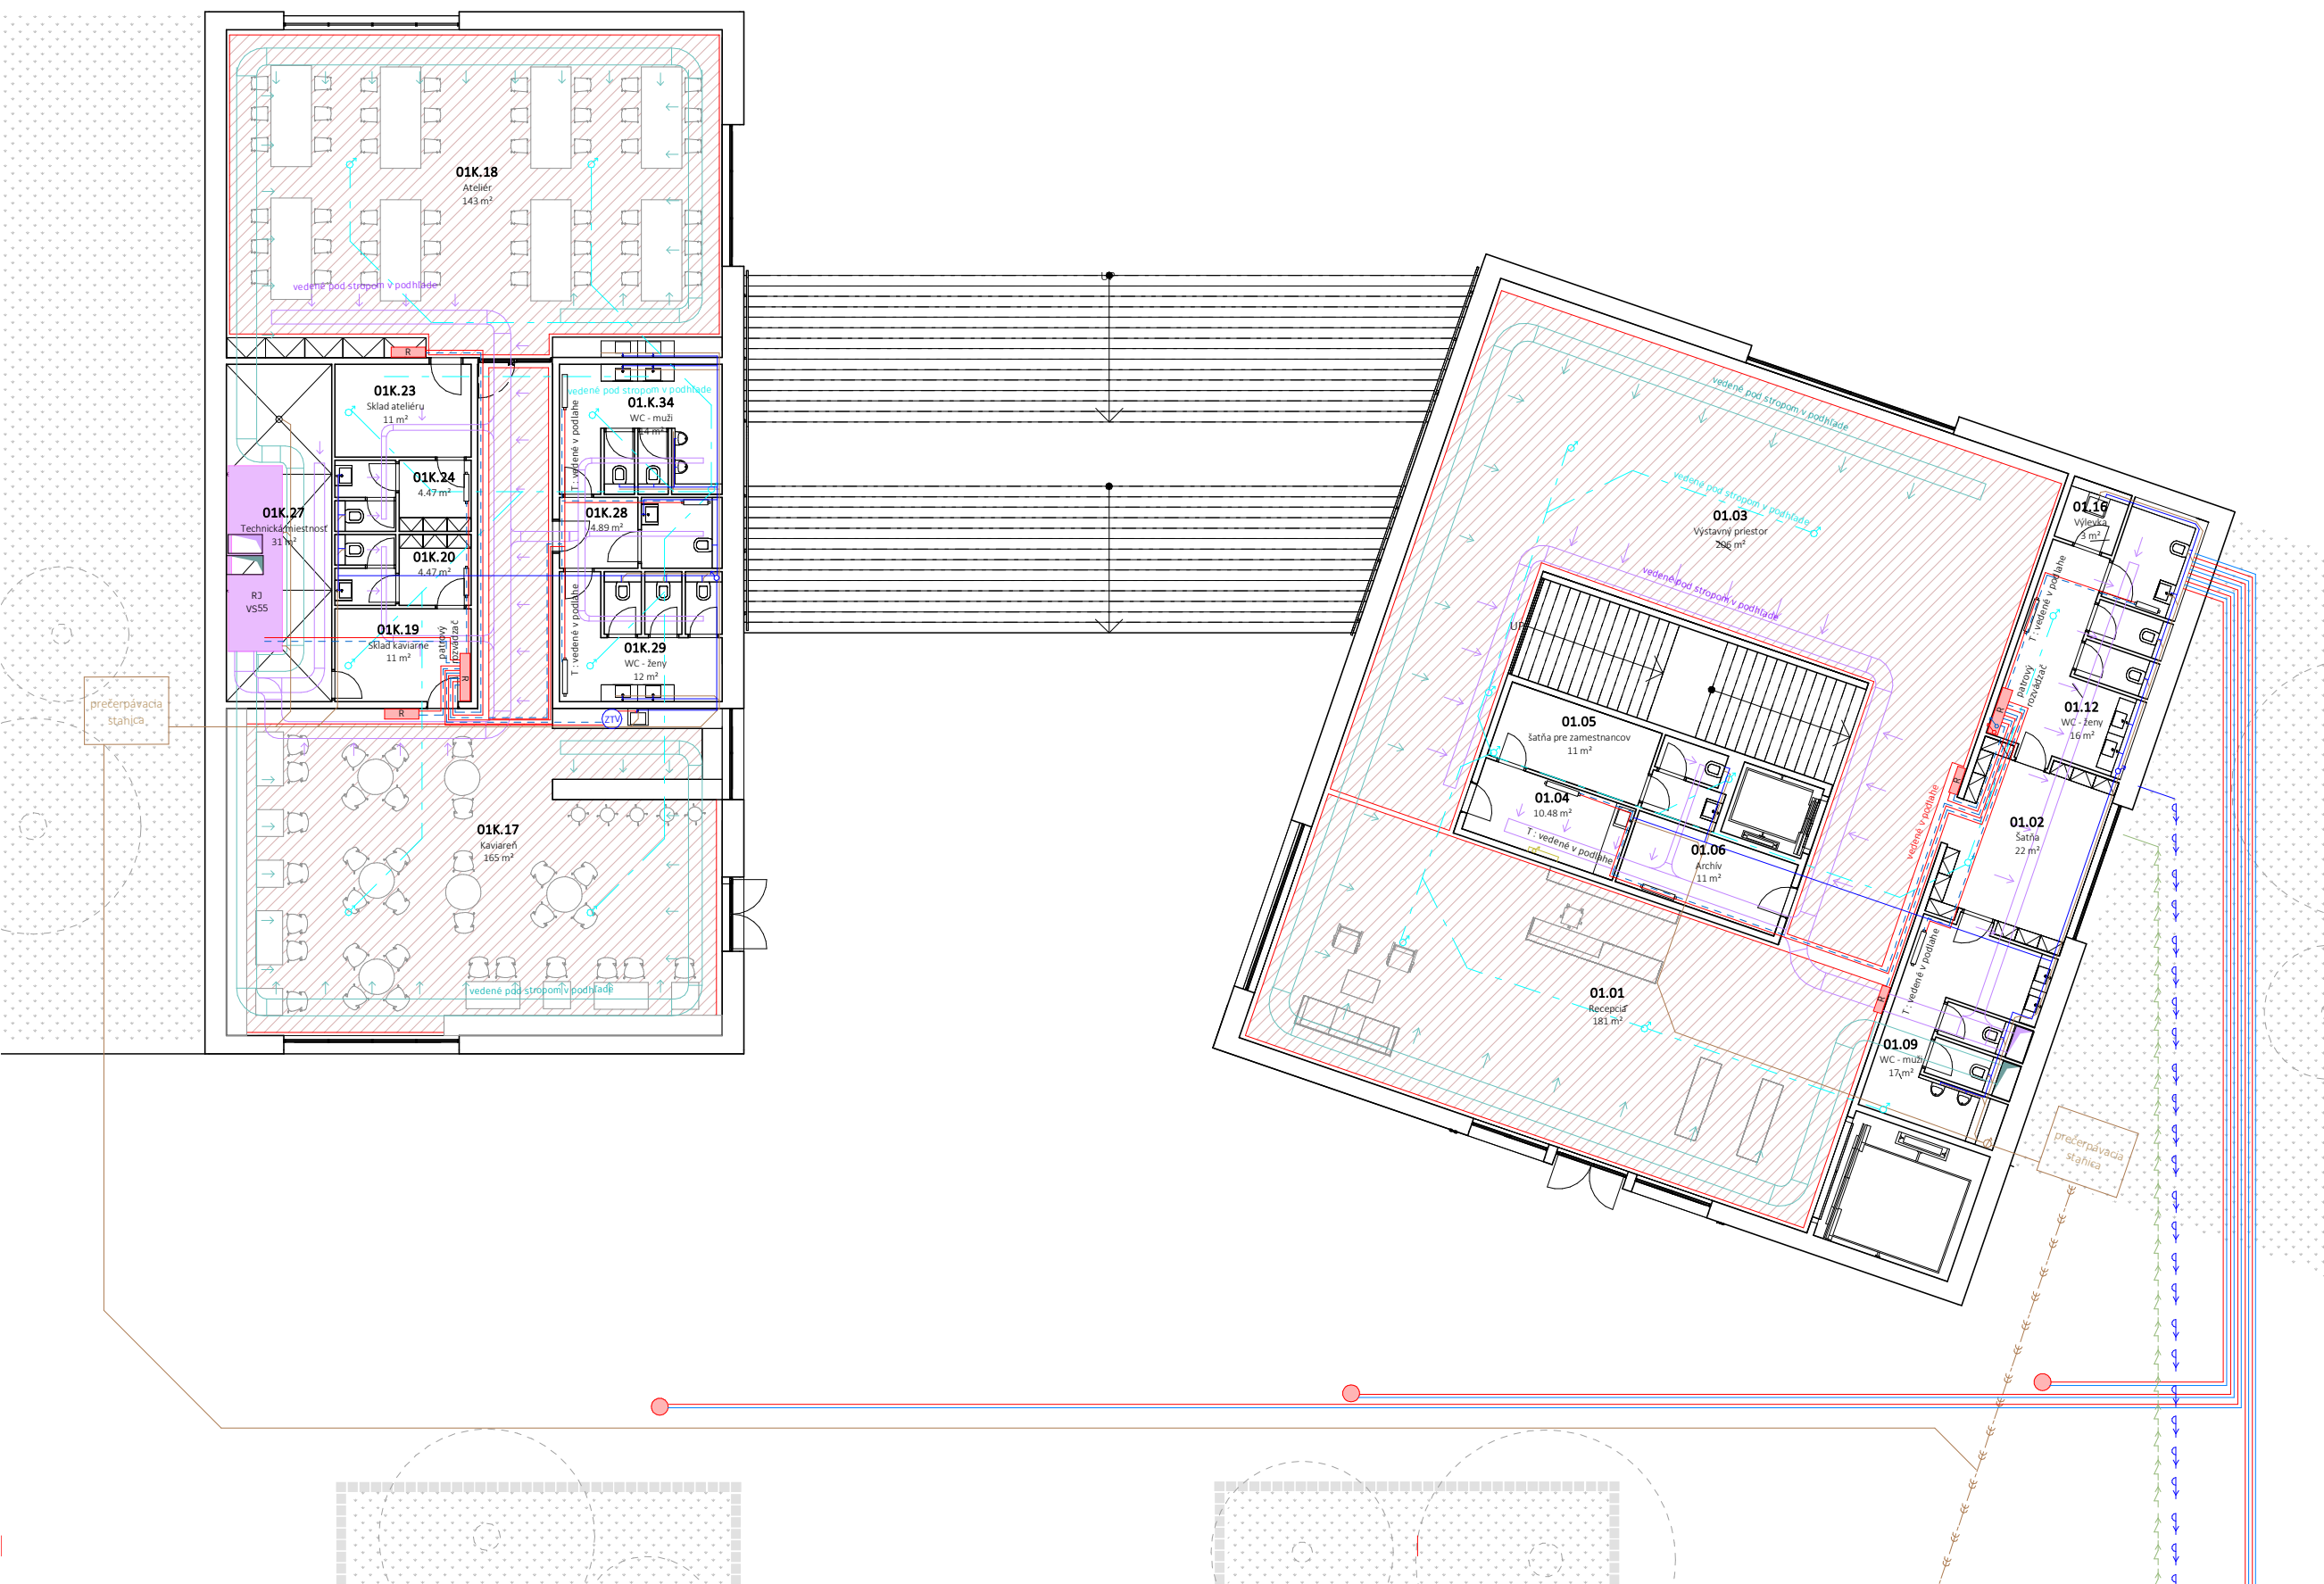 01K.18
Ateliér
143 m²
vedené pod stropom v podhľade
R
01K.23
Sklad ateliéru
11 m²
vedené pod stropom v podhľade
01.K.34
WC - muži
14 m²
T : vedené v podlahe
01K.24
4.47 m²
01K.27
Technická miestnosť
31 m²
01K.28
4.89 m²
01K.20
4.47 m²
RJ
VS55
01K.19
Sklad kaviarne
11 m²
patrový
rozvádzač
R
T : vedené v podlahe
01K.29
WC - ženy
12 m²
R
ZTV
prečerpávacia
stanica
01K.17
Kaviareň
165 m²
vedené pod stropom v podhľade
UP
vedené pod stropom v podhľade
vedené pod stropom v podhľade
01.03
Výstavný priestor
206 m²
vedené pod stropom v podhľade
UP
01.16
Výlevka
3 m²
T : vedené v podlahe
patrový
rozvádzač
R
01.12
WC - ženy
16 m²
01.05
šatňa pre zamestnancov
11 m²
01.04
10.48 m²
T : vedené v podlahe
01.06
Archív
11 m²
R
vedené v podlahe
01.02
Šatňa
22 m²
T : vedené v podlahe
R
01.01
Recepcia
181 m²
01.09
WC - muži
17 m²
prečerpávacia
stanica